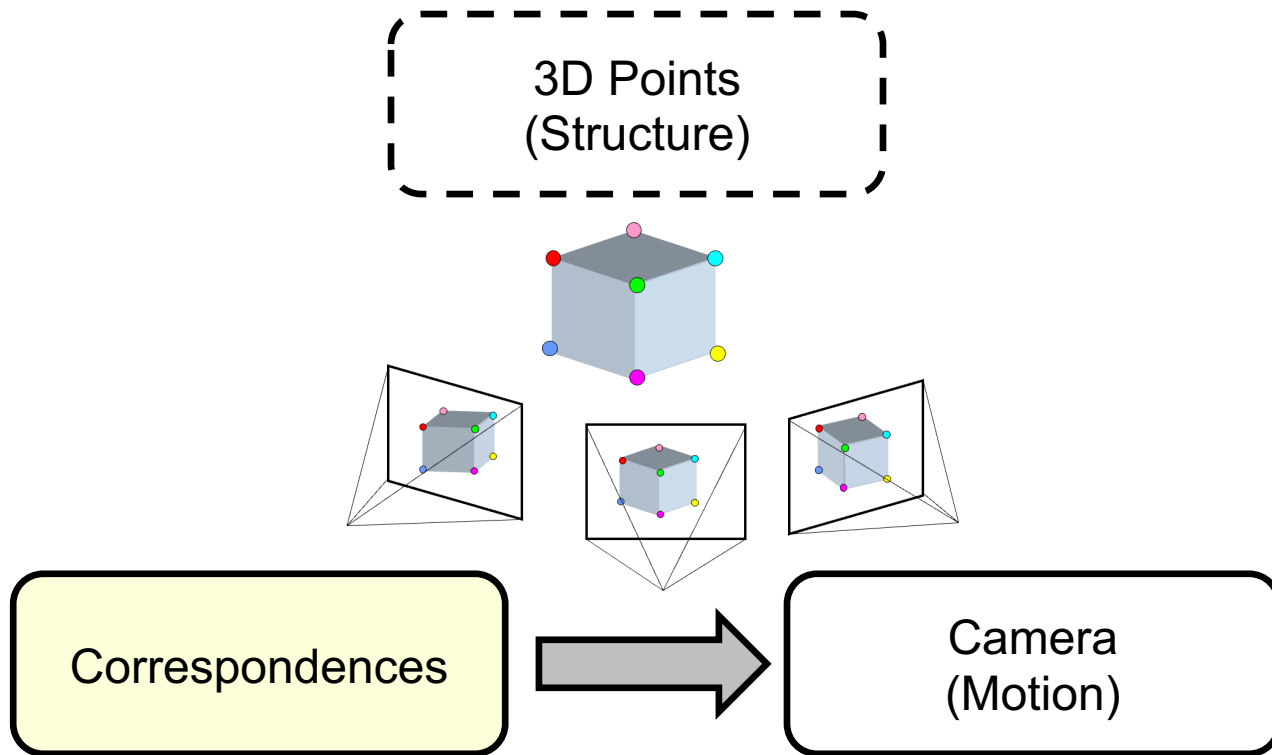 3D Points
(Structure)
Correspondences
Camera
(Motion)